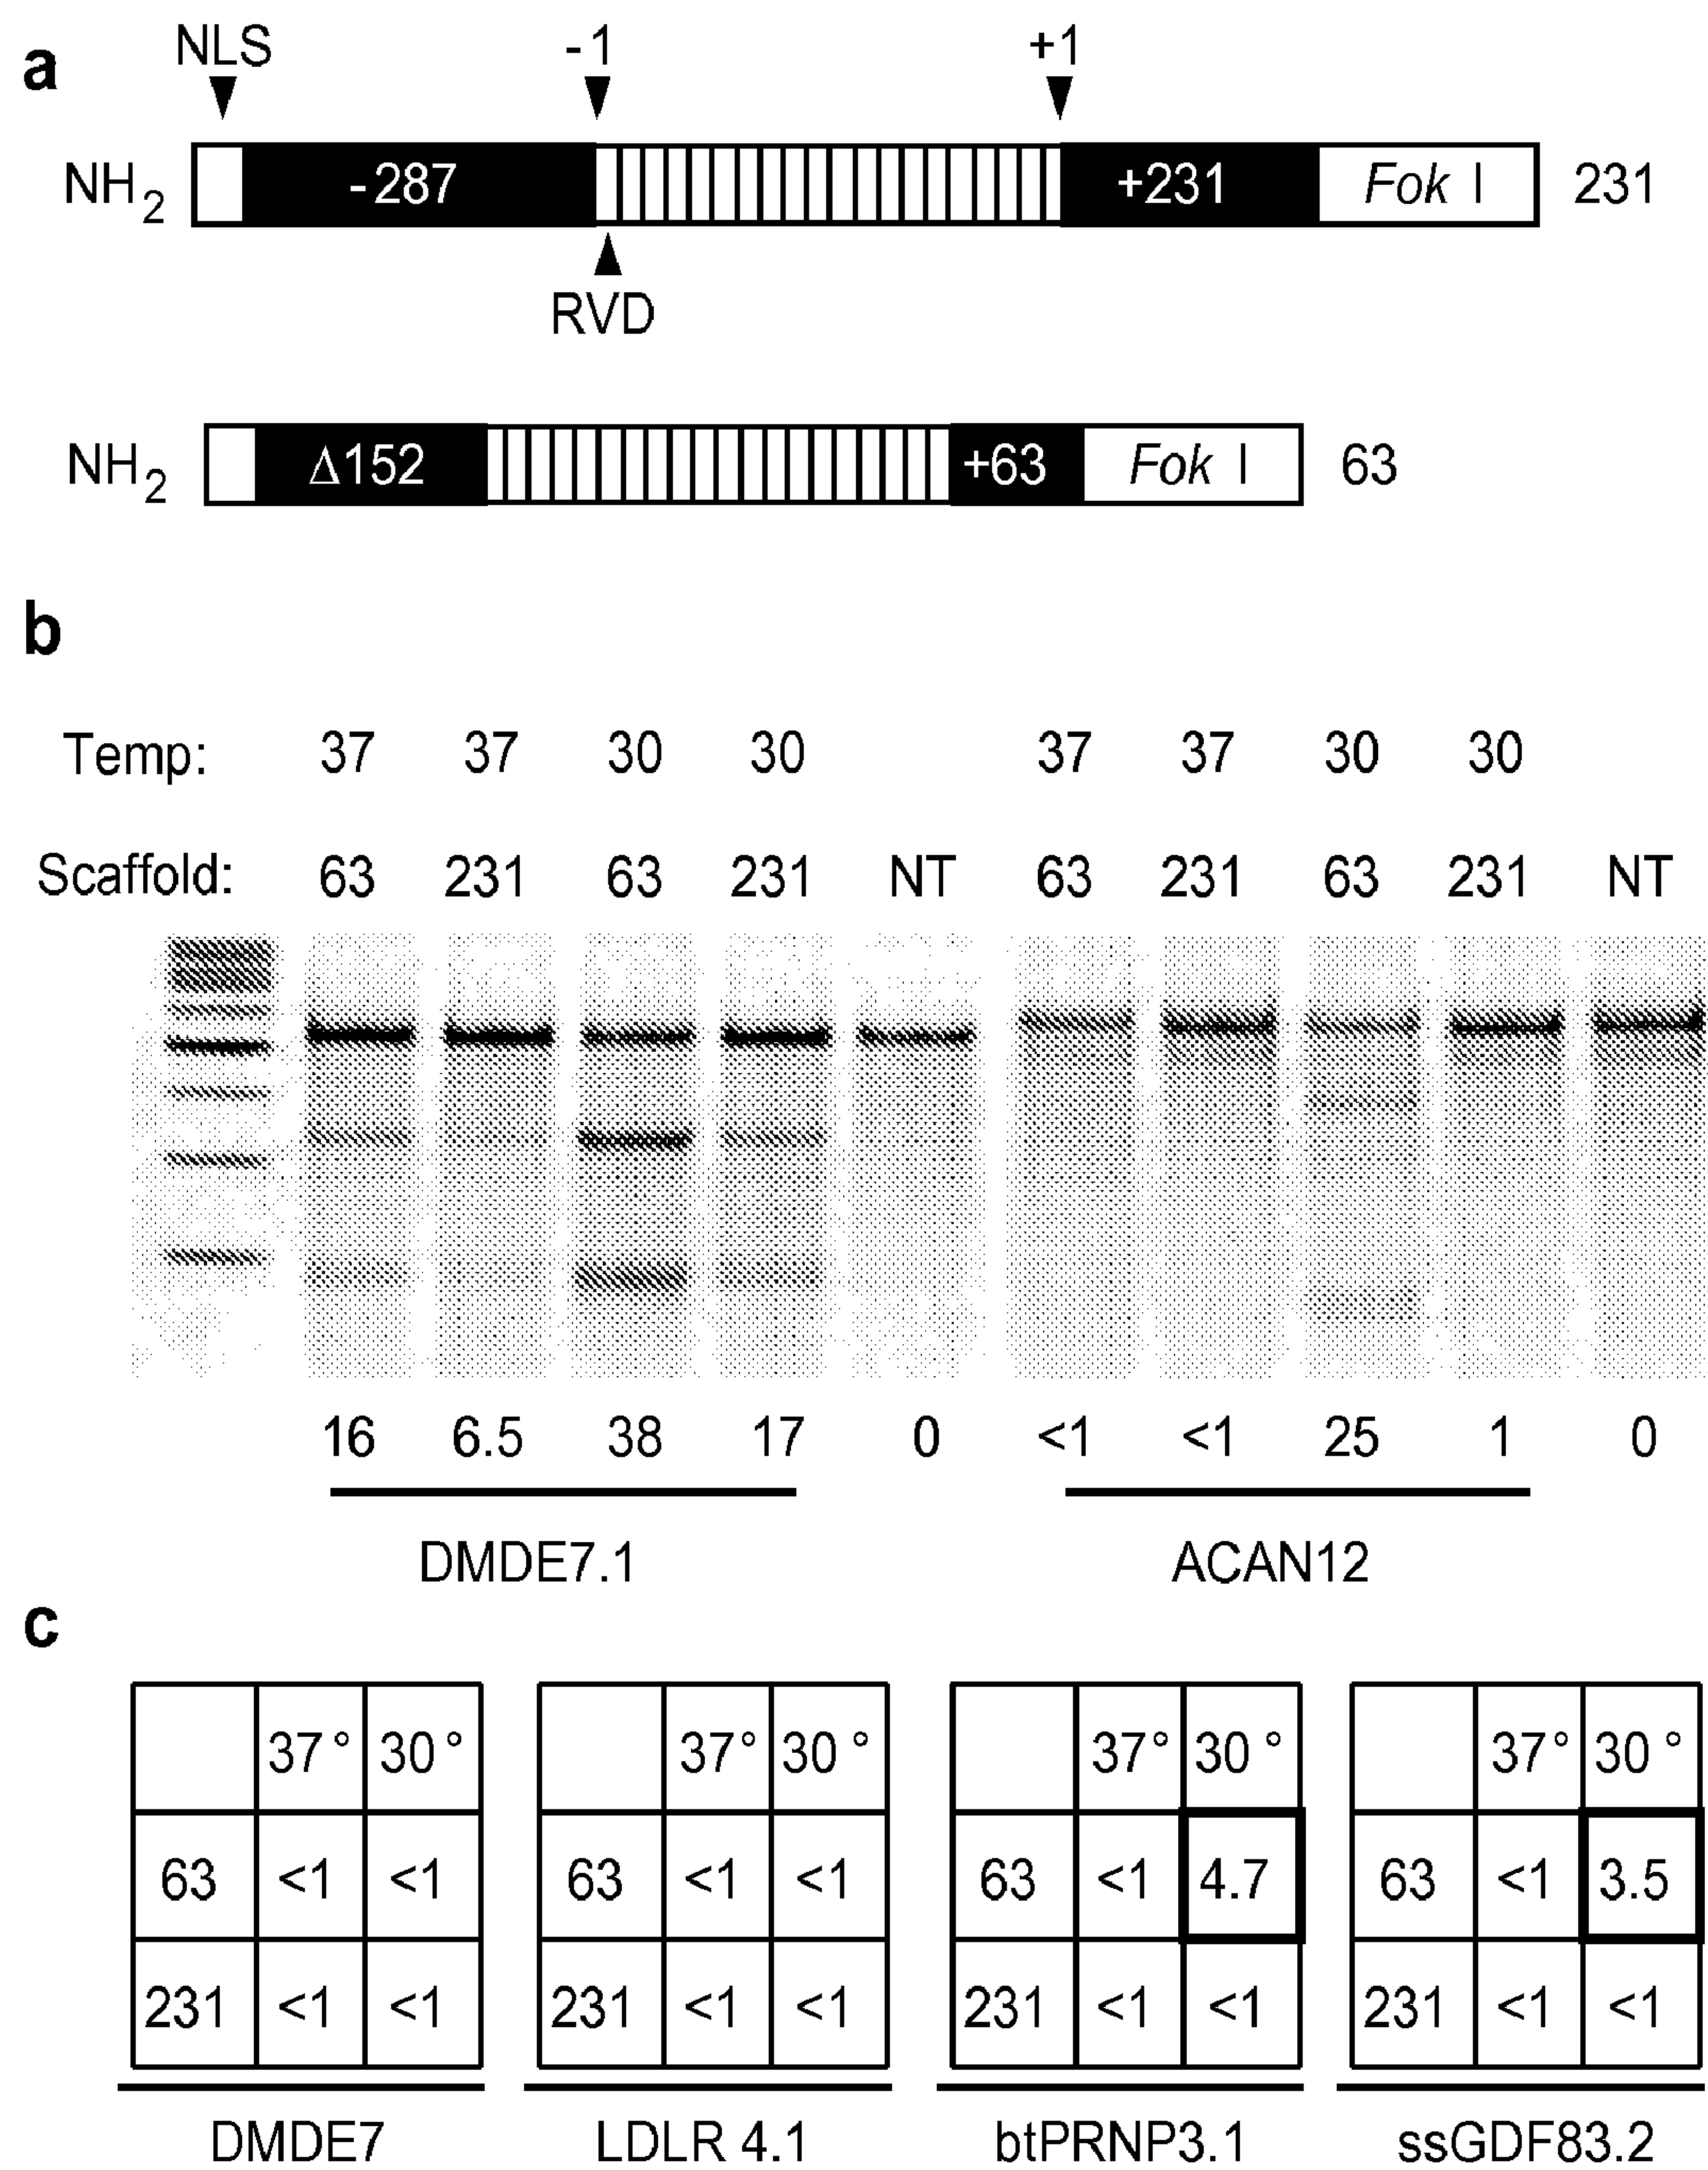 a
NLS
-1
+1
NH2
-287
+231
Fok I
231
RVD
NH2
Δ152
+63
Fok I
63
b
Temp: 37 37 30 30 37 37 30 30
Scaffold: 63 231 63 231 NT 63 231 63 231 NT
16 6.5 38 17 0 <1 <1 25 1 0
DMDE7.1 ACAN12
c
37° 30° 37° 30° 37° 30° 37° 30°
63 <1 <1 63 <1 <1 63 <1 4.7 63 <1 3.5
231 <1 <1 231 <1 <1 231 <1 <1 231 <1 <1
DMDE7 LDLR 4.1 btPRNP3.1 ssGDF83.2